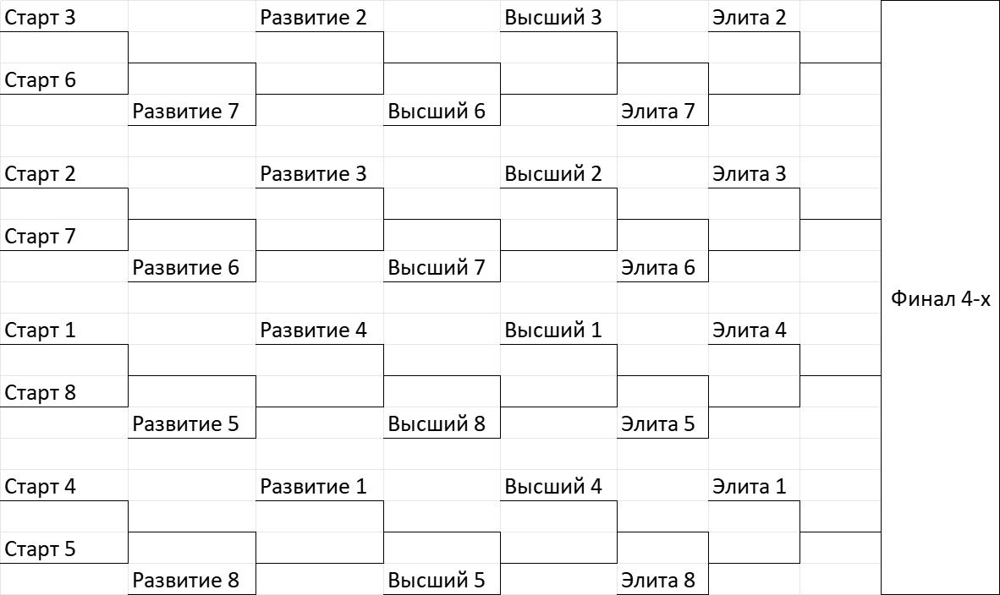 Старт 3 Развитие 2 Высший 3 Элита 2
Старт 6
Развитие 7 Высший 6 Элита 7
Старт 2 Развитие 3 Высший 2 Элита 3
Старт 7
Развитие 6 Высший 7 Элита 6
Финал 4-х
Старт 1 Развитие 4 Высший 1 Элита 4
Старт 8
Развитие 5 Высший 8 Элита 5
Старт 4 Развитие 1 Высший 4 Элита 1
Старт 5
Развитие 8 Высший 5 Элита 8